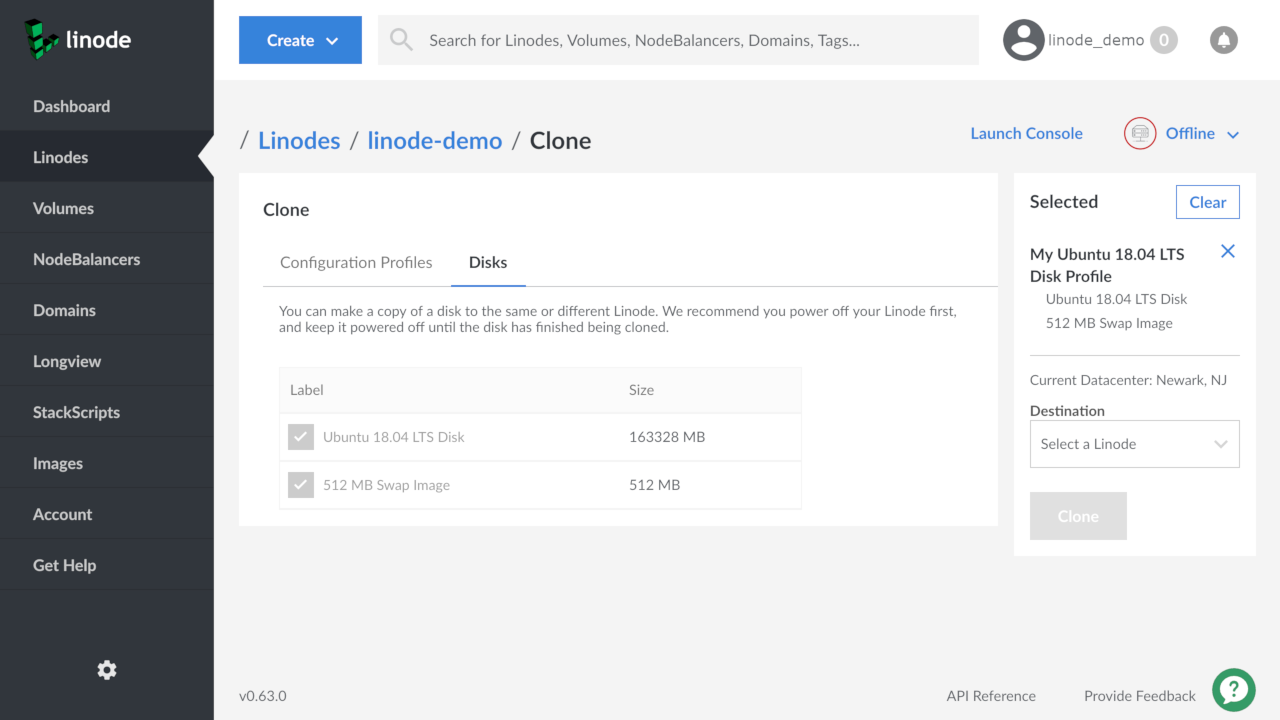 linode
Create
Search for Linodes, Volumes, NodeBalancers, Domains, Tags...
linode_demo
0
Dashboard
Linodes
Volumes
NodeBalancers
Domains
Longview
StackScripts
Images
Account
Get Help
/ Linodes / linode-demo / Clone
Launch Console
Offline
Clone
Configuration Profiles
Disks
You can make a copy of a disk to the same or different Linode. We recommend you power off your Linode first,
and keep it powered off until the disk has finished being cloned.
Label
Size
Ubuntu 18.04 LTS Disk
163328 MB
512 MB Swap Image
512 MB
Selected
Clear
My Ubuntu 18.04 LTS
Disk Profile
Ubuntu 18.04 LTS Disk
512 MB Swap Image
Current Datacenter: Newark, NJ
Destination
Select a Linode
Clone
v0.63.0
API Reference
Provide Feedback
?